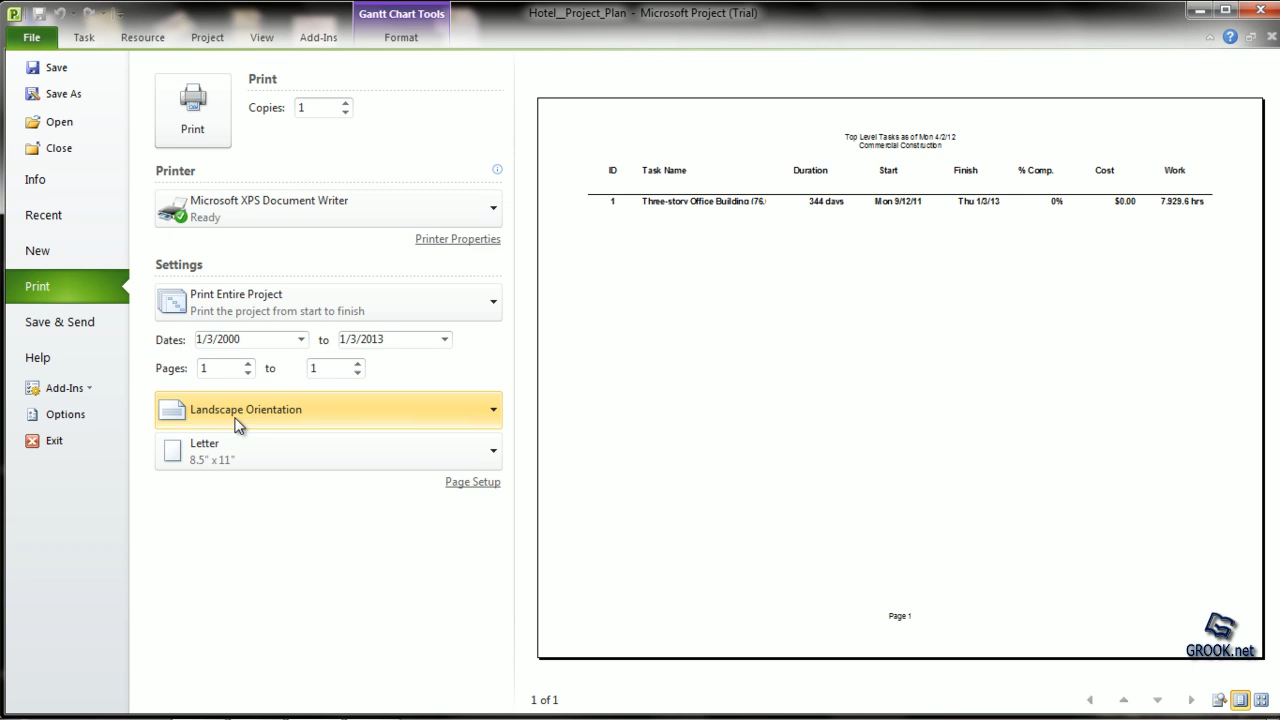 Gantt Chart Tools
Hotel__Project_Plan - Microsoft Project (Trial)
File Task Resource Project View Add-Ins Format
Save
Save As
Open
Close
Info
Recent
New
Print
Save & Send
Help
Add-Ins
Options
Exit
Print
Print
Copies: 1
Printer
Microsoft XPS Document Writer
Ready
Printer Properties
Settings
Print Entire Project
Print the project from start to finish
Dates: 1/3/2000 to 1/3/2013
Pages: 1 to 1
Landscape Orientation
Letter
8.5" x 11"
Page Setup
Top Level Tasks as of Mon 4/2/12
Commercial Construction
ID Task Name Duration Start Finish % Comp. Cost Work
1 Three-story Office Building (76, 344 days Mon 9/12/11 Thu 1/3/13 0% $0.00 7,929.6 hrs
Page 1
GROOK.net
1 of 1